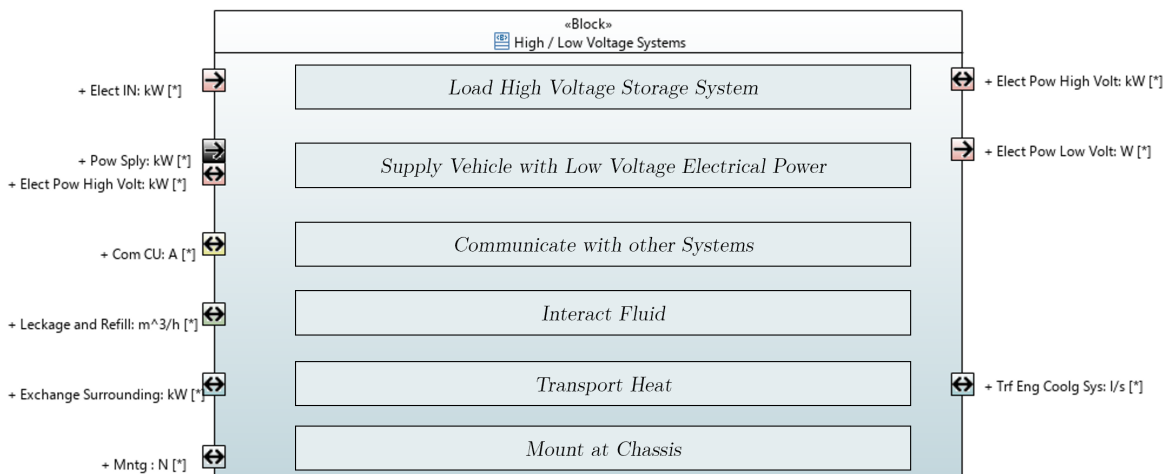 «Block»
High / Low Voltage Systems
+ Elect IN: kW [*]
Load High Voltage Storage System
+ Elect Pow High Volt: kW [*]
+ Pow Sply: kW [*]
Supply Vehicle with Low Voltage Electrical Power
+ Elect Pow Low Volt: W [*]
+ Elect Pow High Volt: kW [*]
+ Com CU: A [*]
Communicate with other Systems
+ Leckage and Refill: m^3/h [*]
Interact Fluid
+ Exchange Surrounding: kW [*]
Transport Heat
+ Trf Eng Coolg Sys: l/s [*]
+ Mntg : N [*]
Mount at Chassis